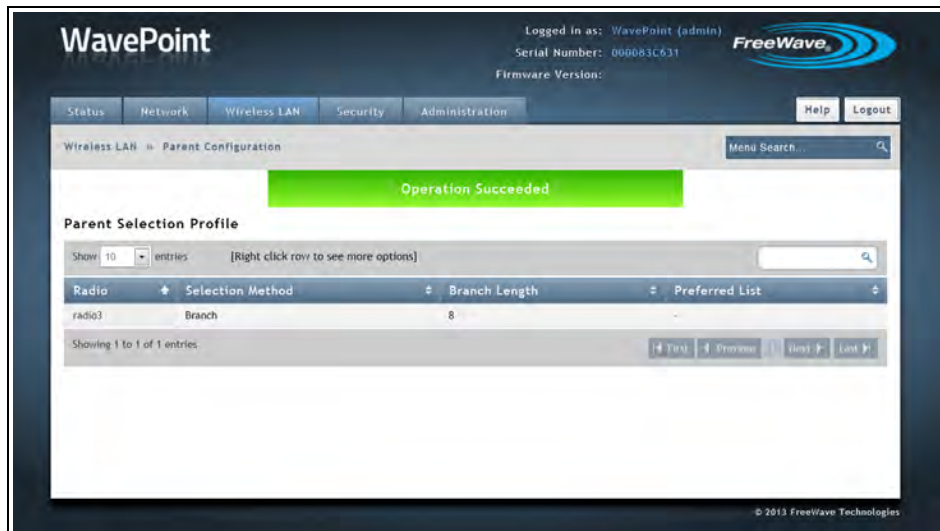 WavePoint
Logged in as: WavePoint (admin)
Serial Number: 000083C631
Firmware Version:
FreeWave®
Status Network Wireless LAN Security Administration Help Logout
Wireless LAN » Parent Configuration Menu Search...
Operation Succeeded
Parent Selection Profile
Show 10 entries [Right click row to see more options]
Radio Selection Method Branch Length Preferred List
radio3 Branch 8 -
Showing 1 to 1 of 1 entries First Previous 1 Next Last
© 2013 FreeWave Technologies